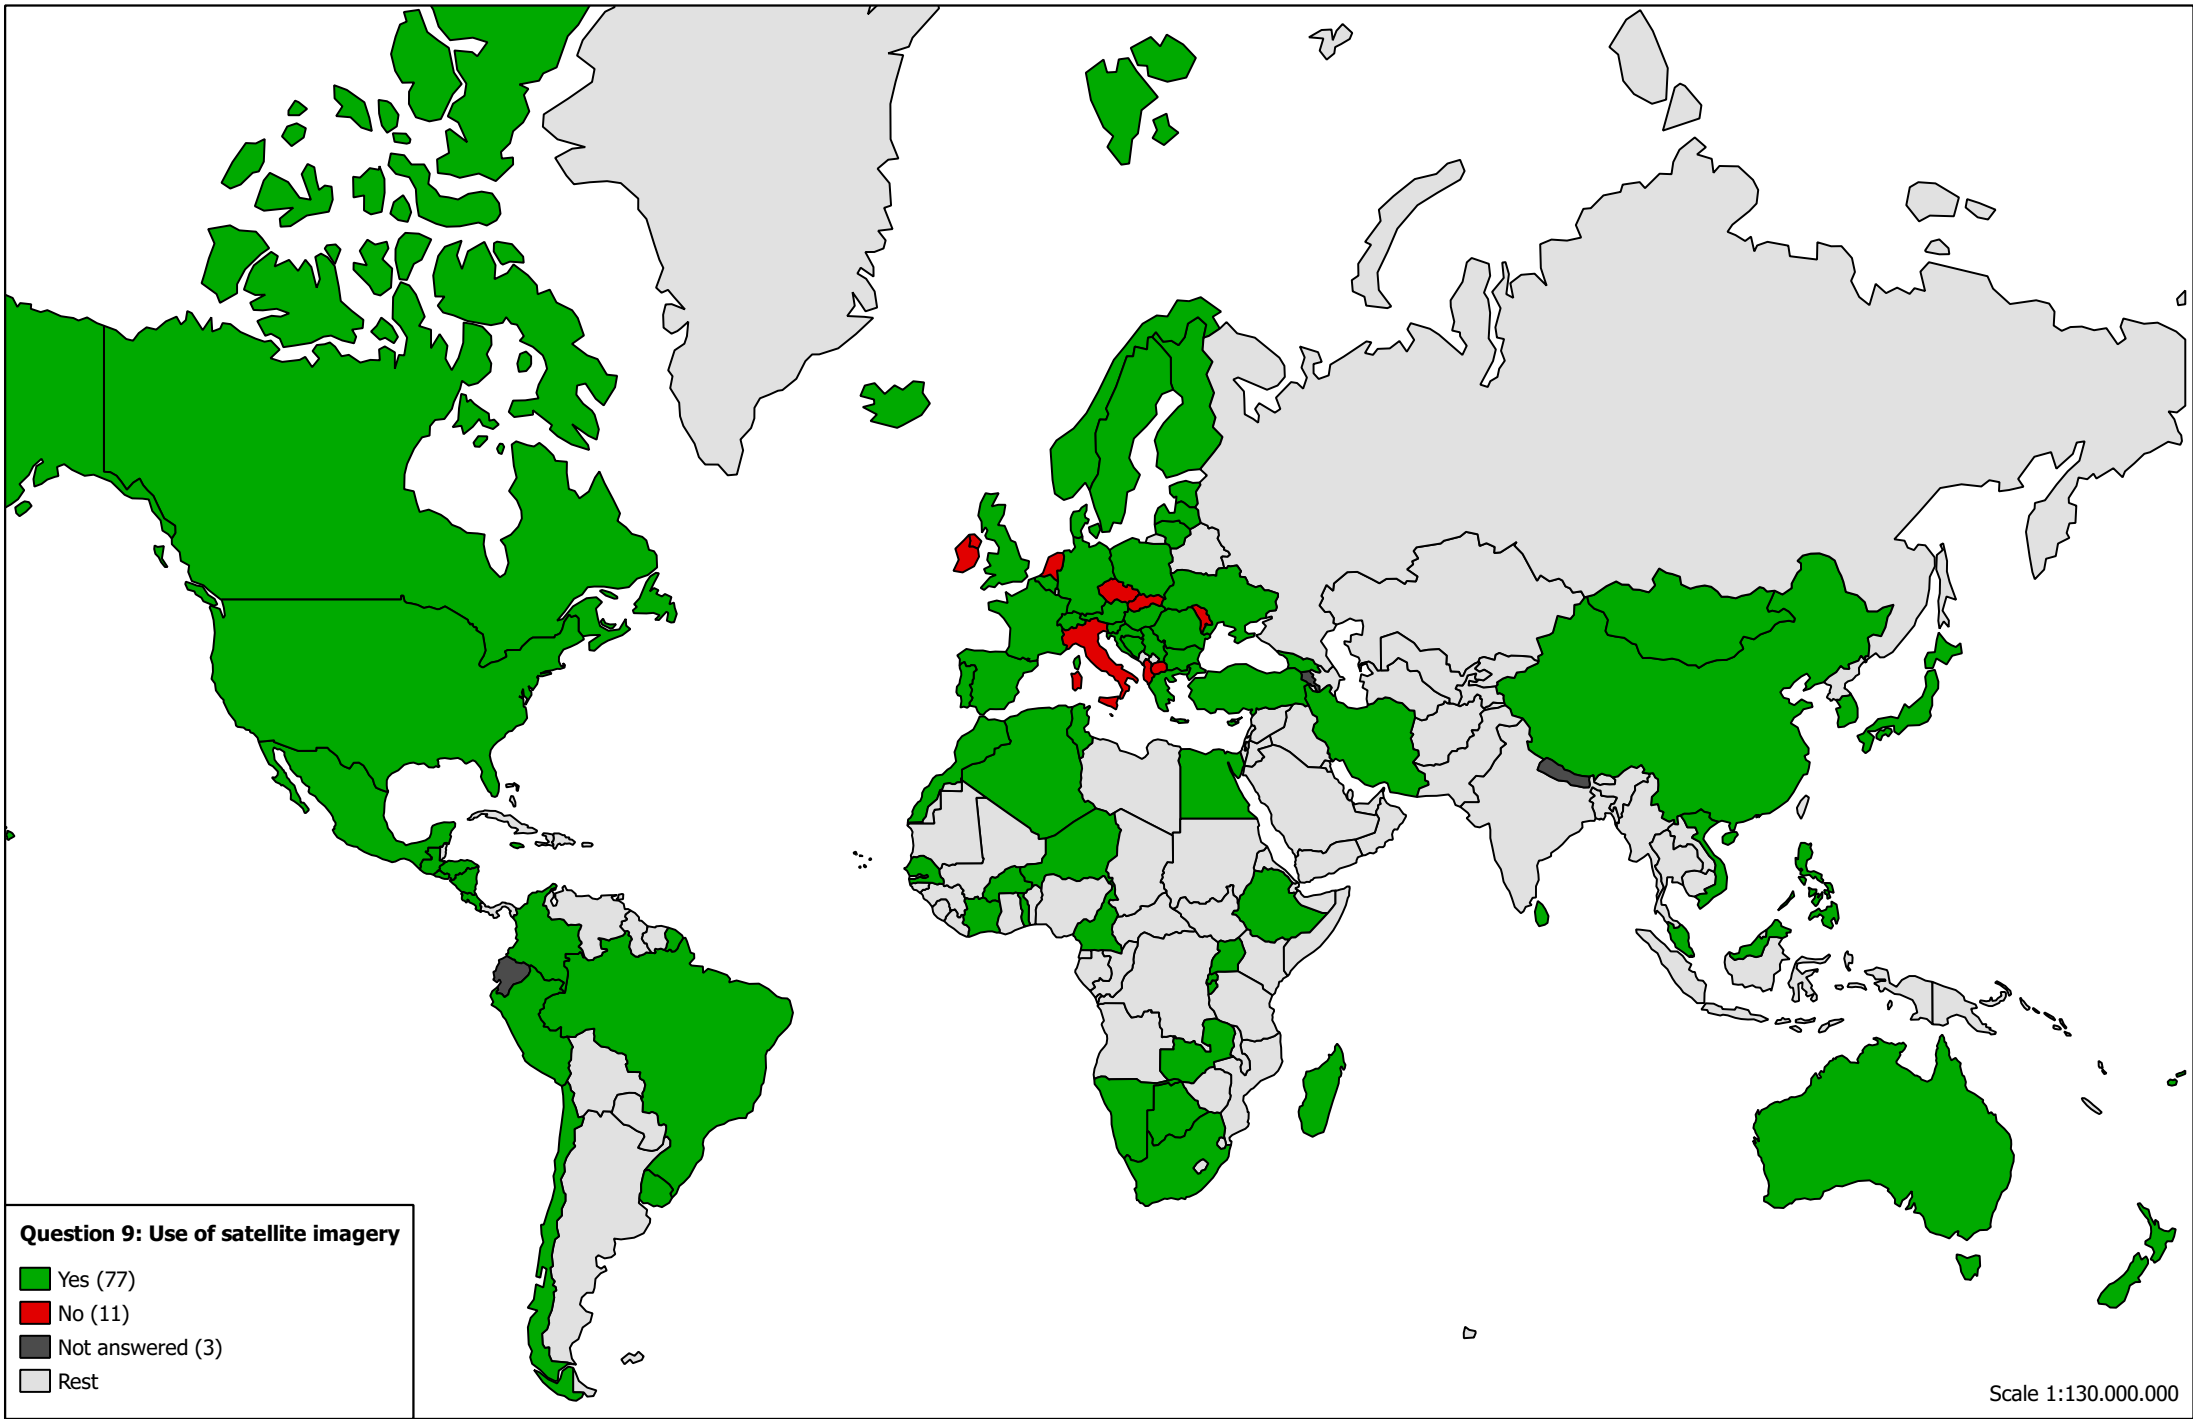 Question 9: Use of satellite imagery
Yes (77)
No (11)
Not answered (3)
Rest
Scale 1:130.000.000